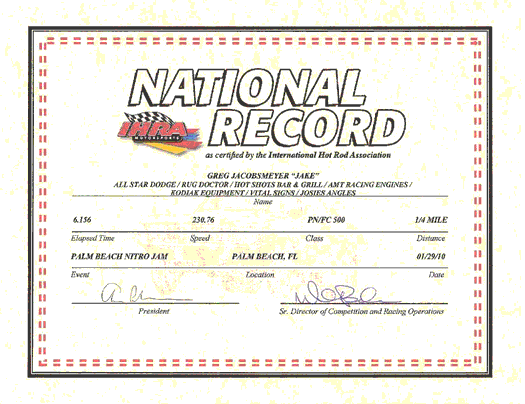 NATIONAL
RECORD
IHRA
MOTORSPORTS
as certified by the International Hot Rod Association
GREG JACOBSMEYER "JAKE"
ALL STAR DODGE / RUG DOCTOR / HOT SHOTS BAR & GRILL / AMT RACING ENGINES /
KODIAK EQUIPMENT / VITAL SIGNS / JOSIES ANGLES
Name
6.156 230.76 PN/FC 500 1/4 MILE
Elapsed Time Speed Class Distance
PALM BEACH NITRO JAM PALM BEACH, FL 01/29/10
Event Location Date
President Sr. Director of Competition and Racing Operations